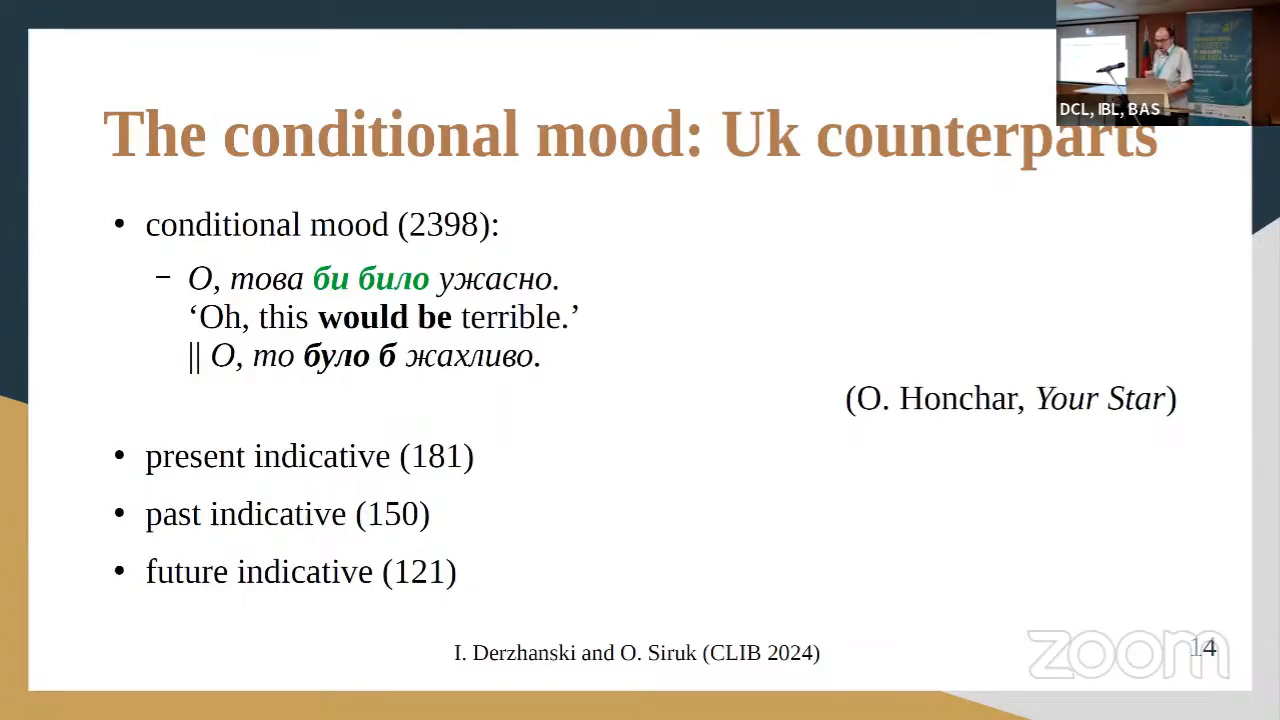 DCL, IBL, BAS
The conditional mood: Uk counterparts
• conditional mood (2398):
– О, това би било ужасно.
‘Oh, this would be terrible.’
|| О, то було б жахливо.
(O. Honchar, Your Star)
• present indicative (181)
• past indicative (150)
• future indicative (121)
I. Derzhanski and O. Siruk (CLIB 2024)
14
zoom